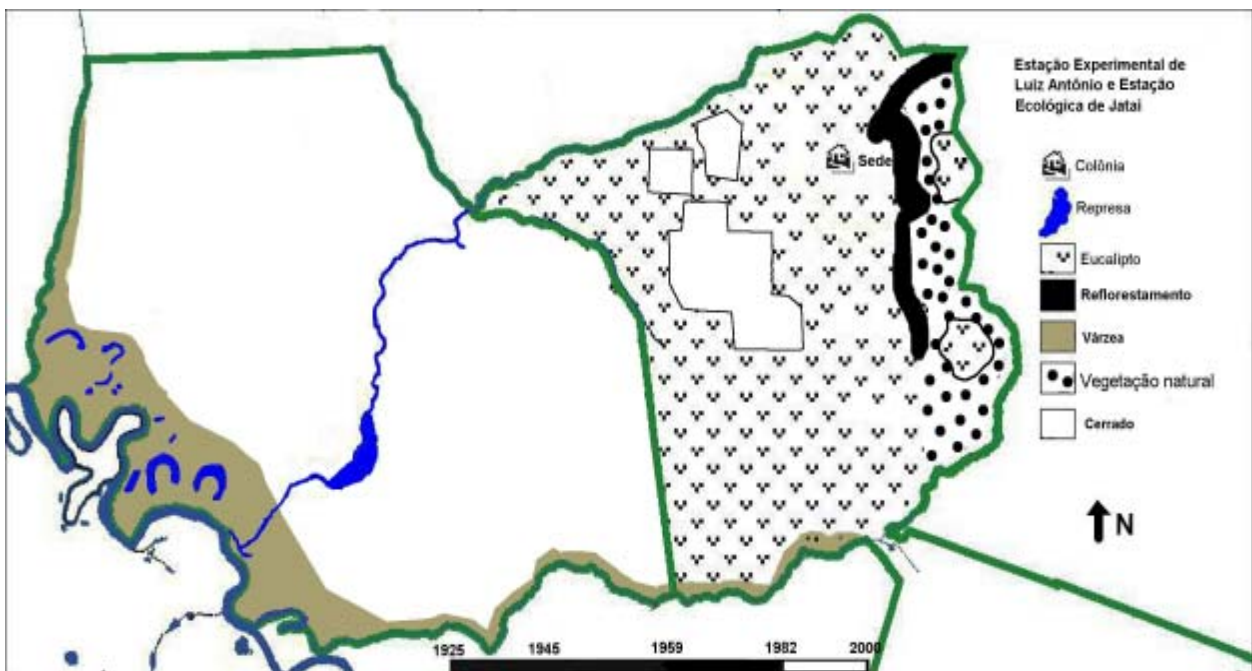 Estação Experimental de
Luiz Antônio e Estação
Ecológica de Jatai
Sede
Colônia
Represa
Eucalipto
Reflorestamento
Várzea
Vegetação natural
Cerrado
N
1925 1945 1959 1982 2000